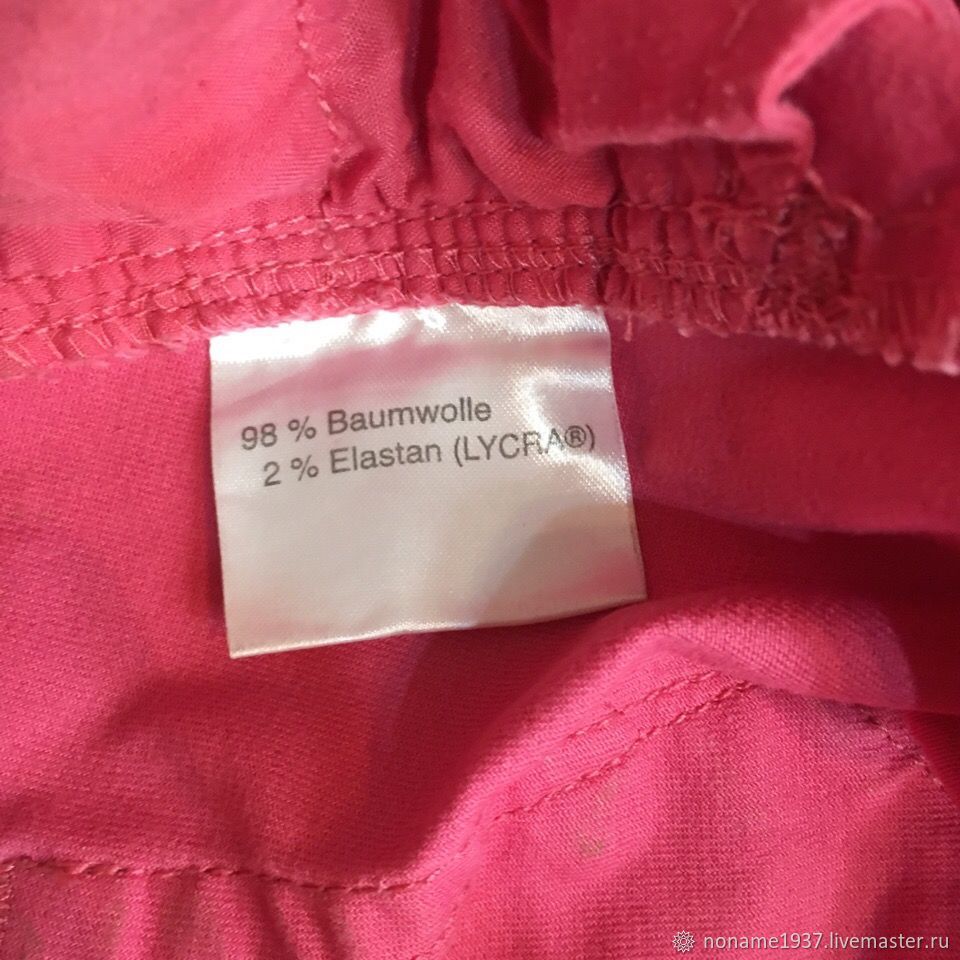 98 % Baumwolle
2 % Elastan (LYCRA®)
noname1937.livemaster.ru